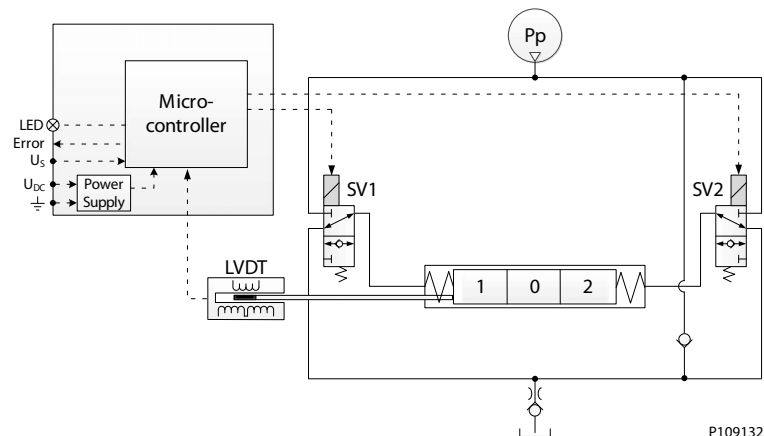 Pp
Micro-
controller
LED
Error
US
UDC
Power
Supply
SV1
SV2
LVDT
1 0 2
P109132